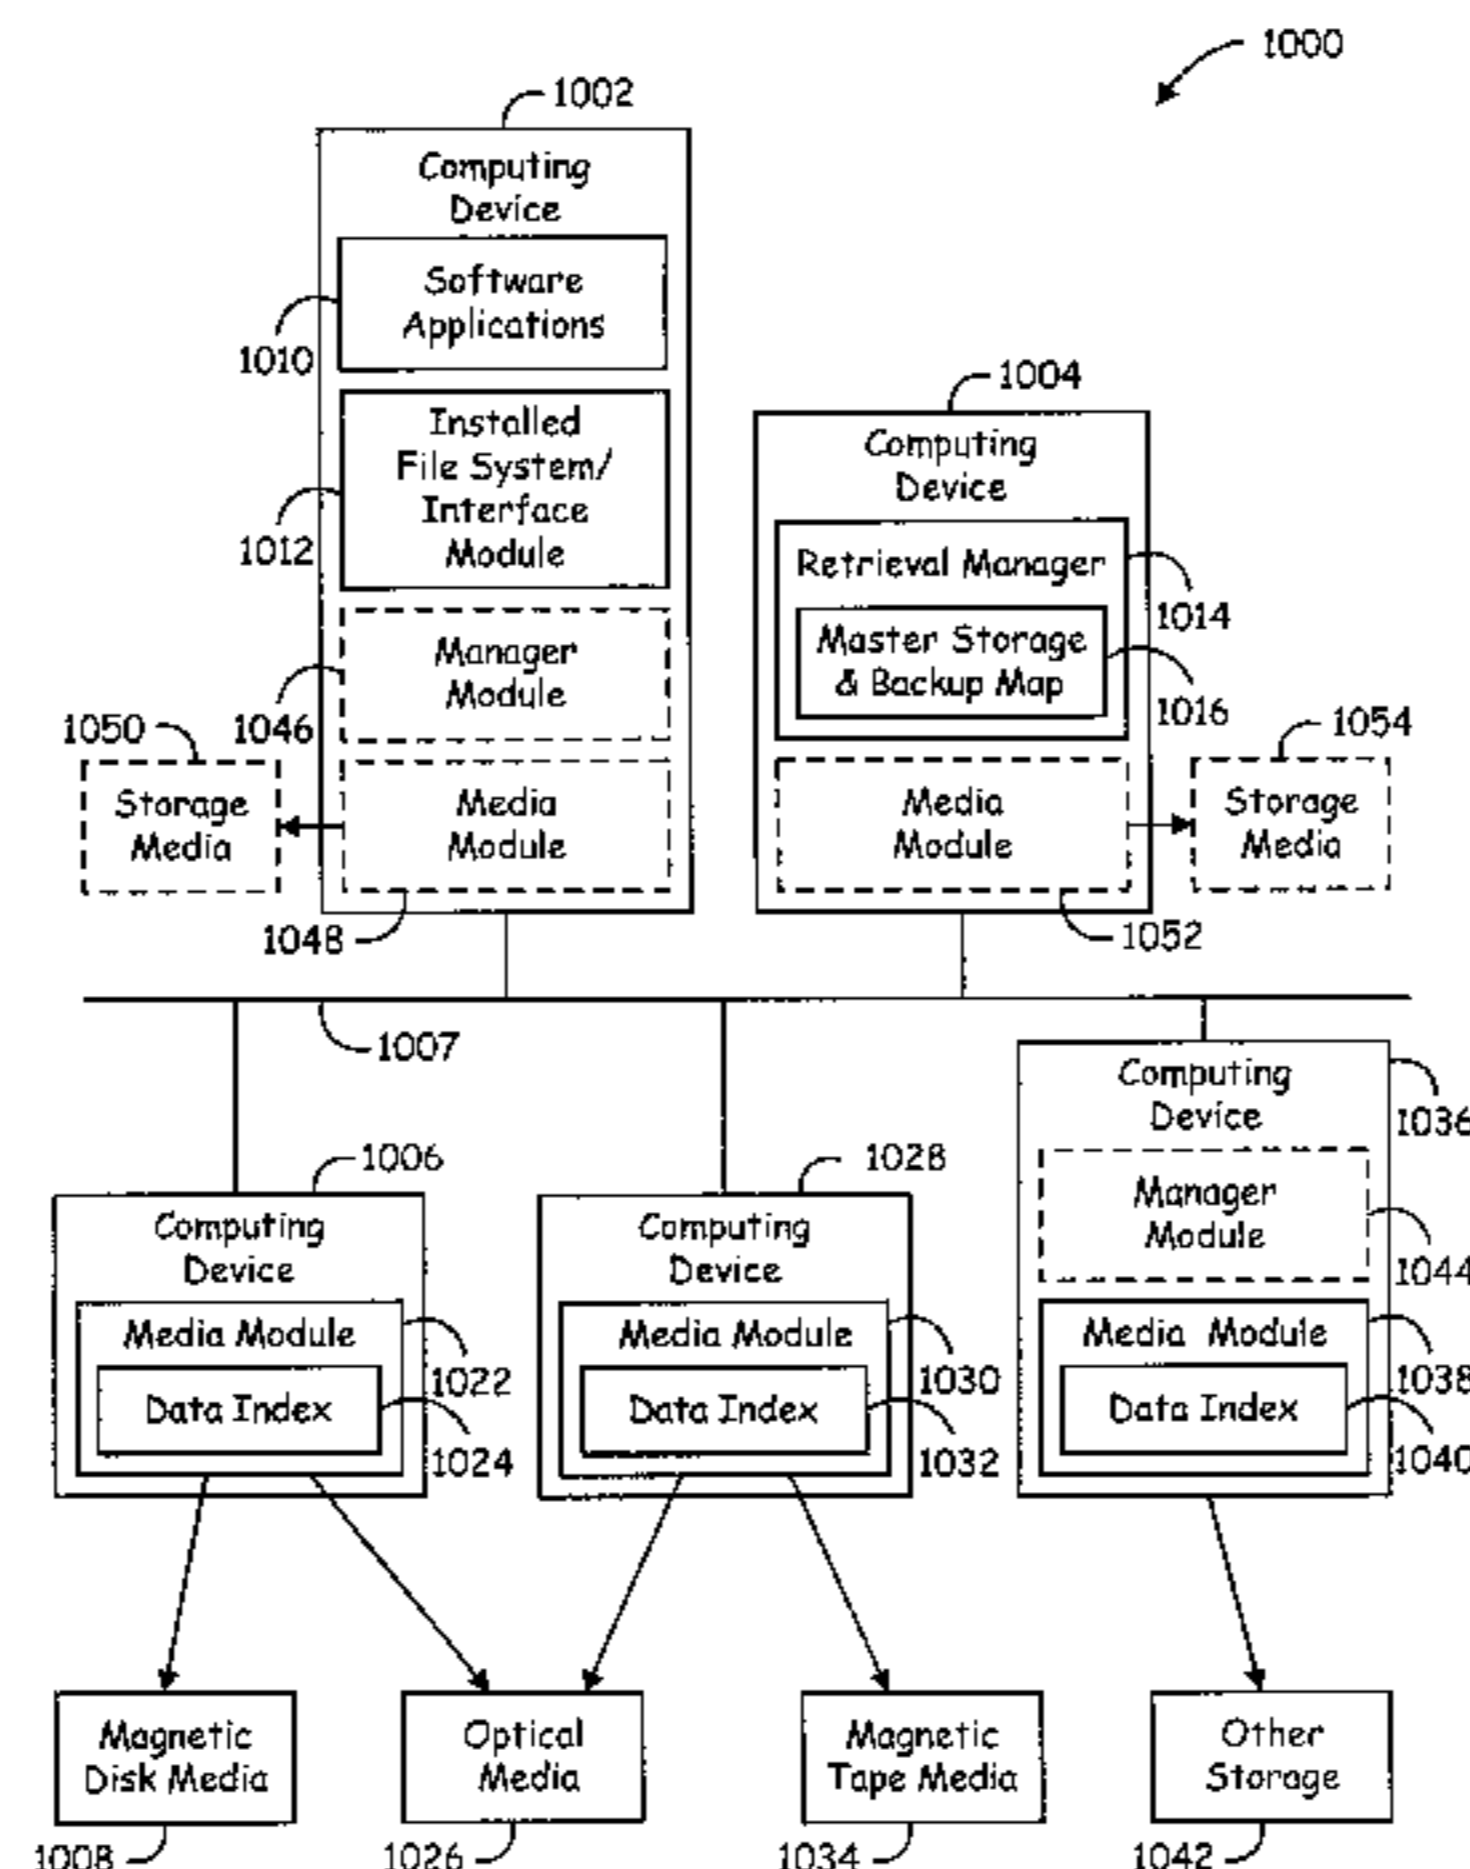 1000
1002
Computing
Device
Software
Applications
1010
Installed
File System/
Interface
Module
1012
Manager
Module
1046
1050
Storage
Media
Media
Module
1048
1004
Computing
Device
Retrieval Manager
1014
Master Storage
& Backup Map
1016
1054
Media
Module
Storage
Media
1052
1007
1006
Computing
Device
Media Module
1022
Data Index
1024
1028
Computing
Device
Media Module
1030
Data Index
1032
Computing
Device
1036
Manager
Module
1044
Media Module
1038
Data Index
1040
Magnetic
Disk Media
1008
Optical
Media
1026
Magnetic
Tape Media
1034
Other
Storage
1042